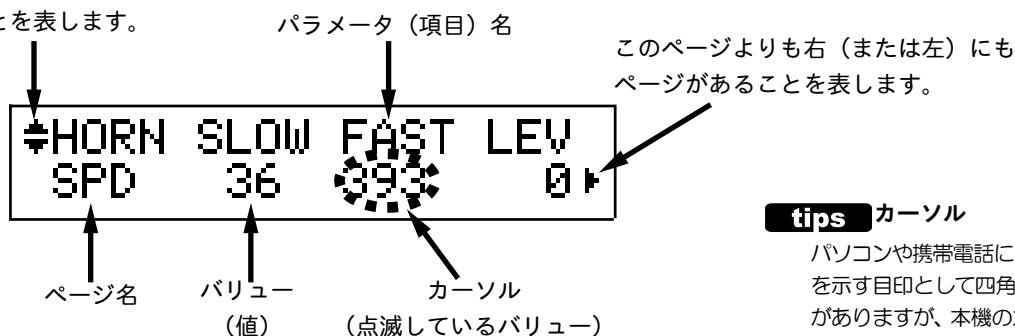 とを表します。
パラメータ（項目）名
このページよりも右（または左）にも
ページがあることを表します。
HORN SLOW FAST LEV
SPD 36 393 0
ページ名
バリュー
（値）
カーソル
（点滅しているバリュー）
tips カーソル
パソコンや携帯電話に
を示す目印として四角
がありますが、本機の